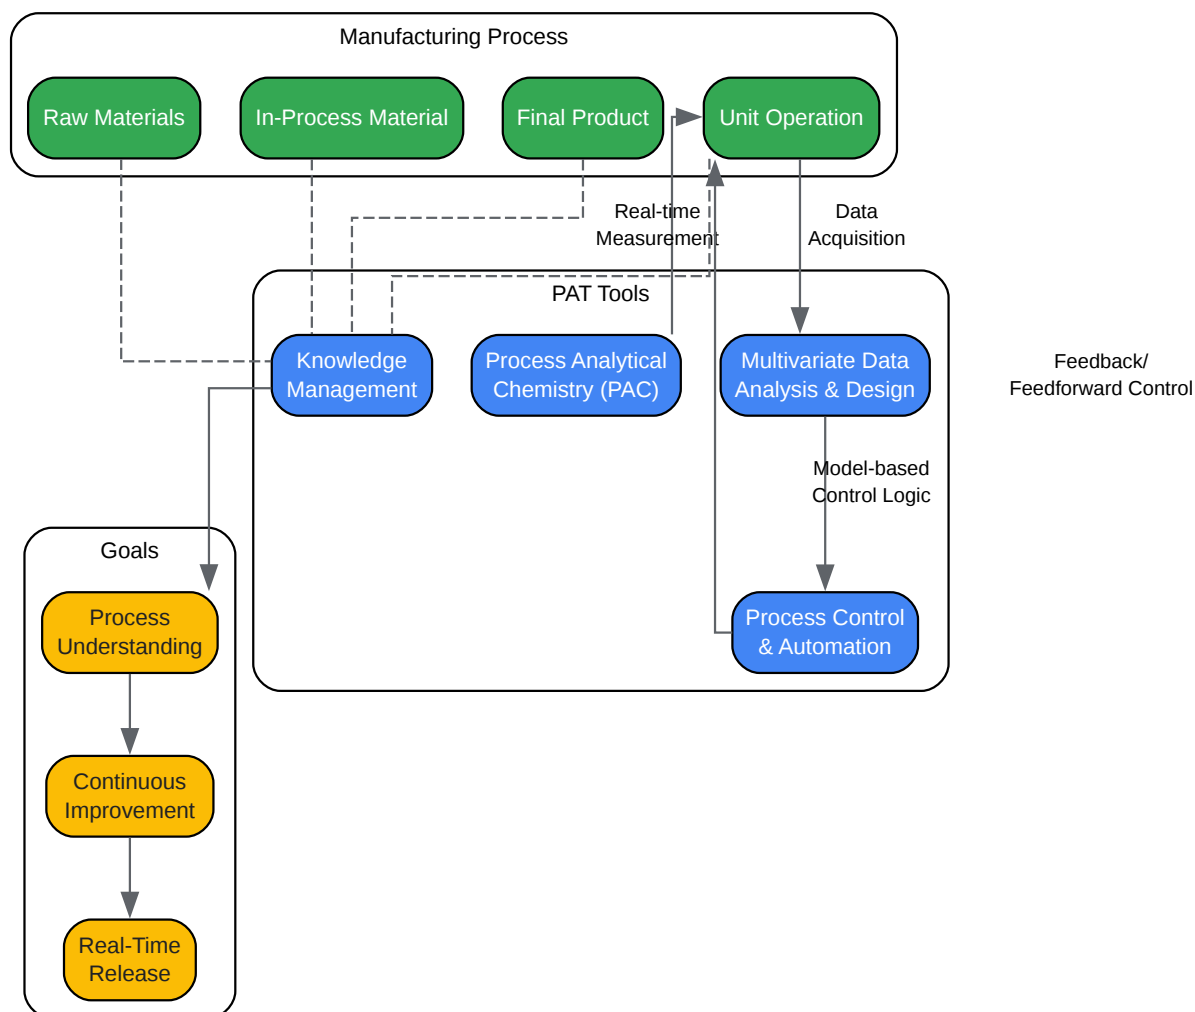 Manufacturing Process
Raw Materials
In-Process Material
Final Product
Unit Operation
Real-time
Measurement
Data
Acquisition
PAT Tools
Knowledge
Management
Process Analytical
Chemistry (PAC)
Multivariate Data
Analysis & Design
Feedback/
Feedforward Control
Model-based
Control Logic
Process Control
& Automation
Goals
Process
Understanding
Continuous
Improvement
Real-Time
Release